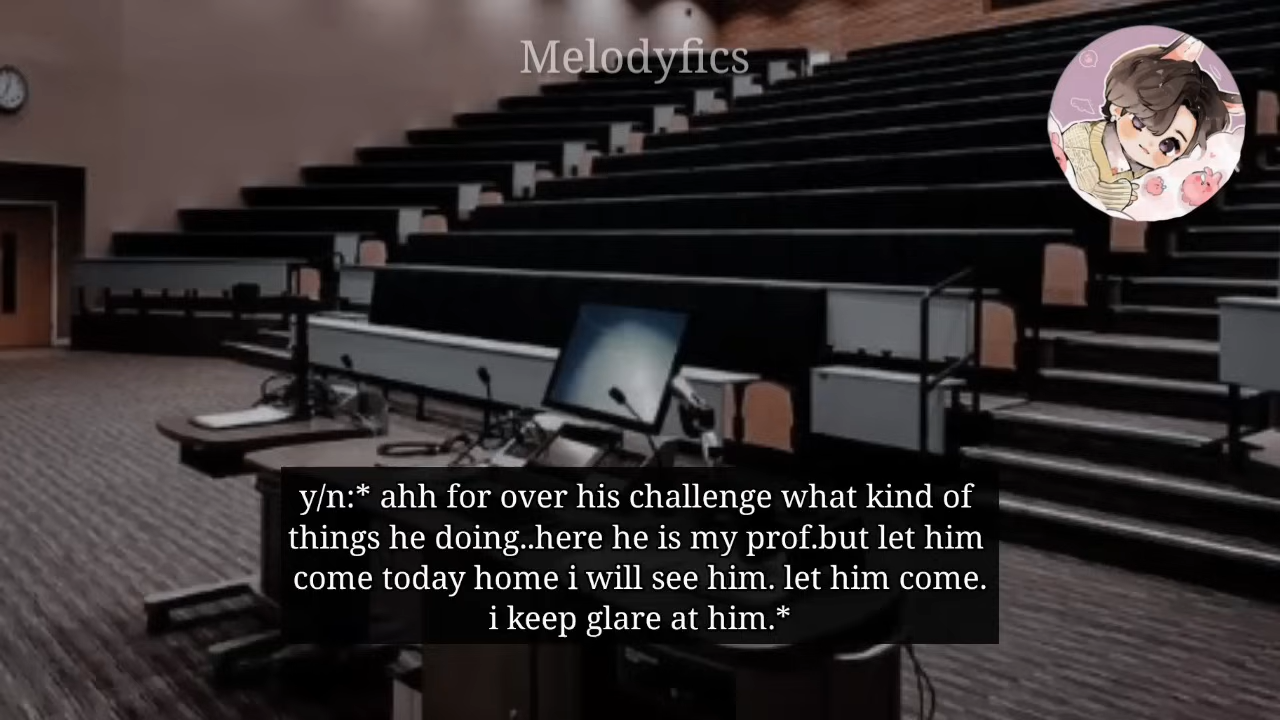 Melodyfics
y/n:* ahh for over his challenge what kind of
things he doing..here he is my prof.but let him
come today home i will see him. let him come.
i keep glare at him.*